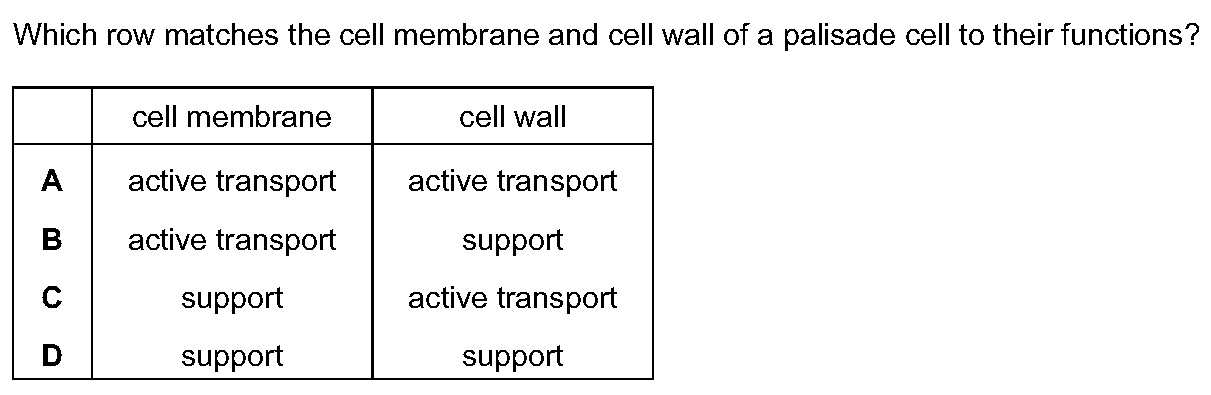 Which row matches the cell membrane and cell wall of a palisade cell to their functions?
cell membrane cell wall
A active transport active transport
B active transport support
C support active transport
D support support